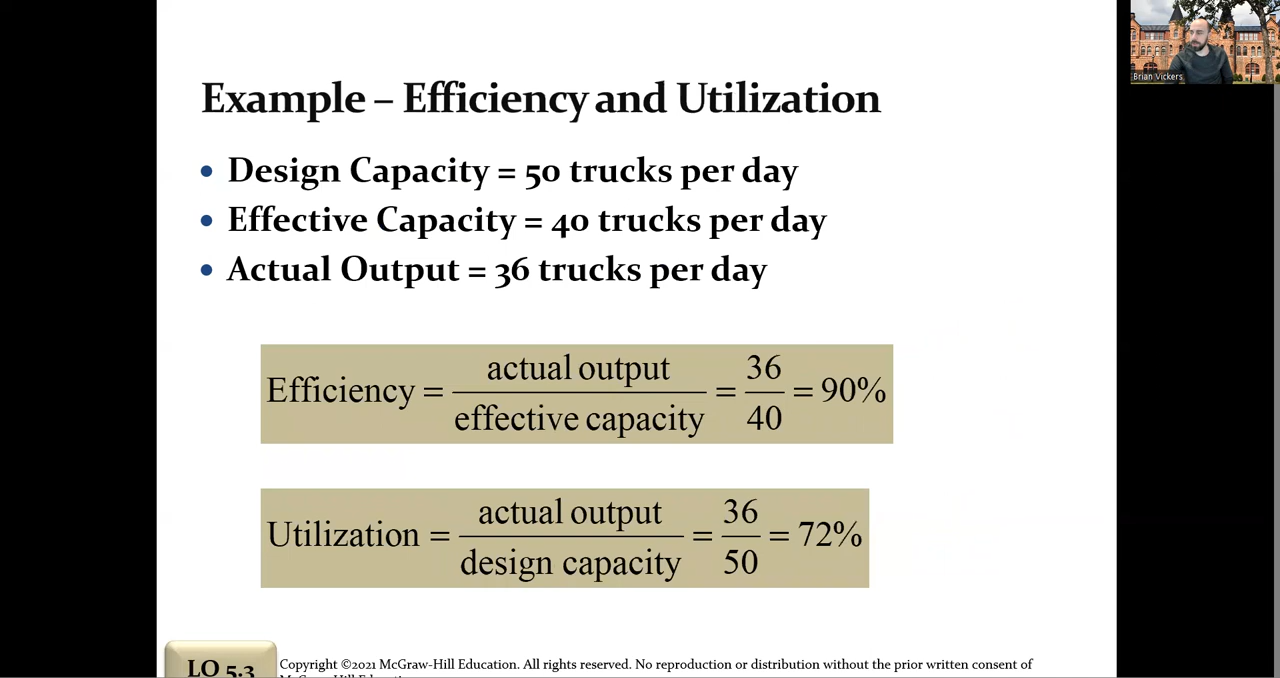 Brian Vickers
Example – Efficiency and Utilization
• Design Capacity = 50 trucks per day
• Effective Capacity = 40 trucks per day
• Actual Output = 36 trucks per day
Efficiency = actual output / effective capacity = 36 / 40 = 90%
Utilization = actual output / design capacity = 36 / 50 = 72%
LO 5.3
Copyright ©2021 McGraw-Hill Education. All rights reserved. No reproduction or distribution without the prior written consent of